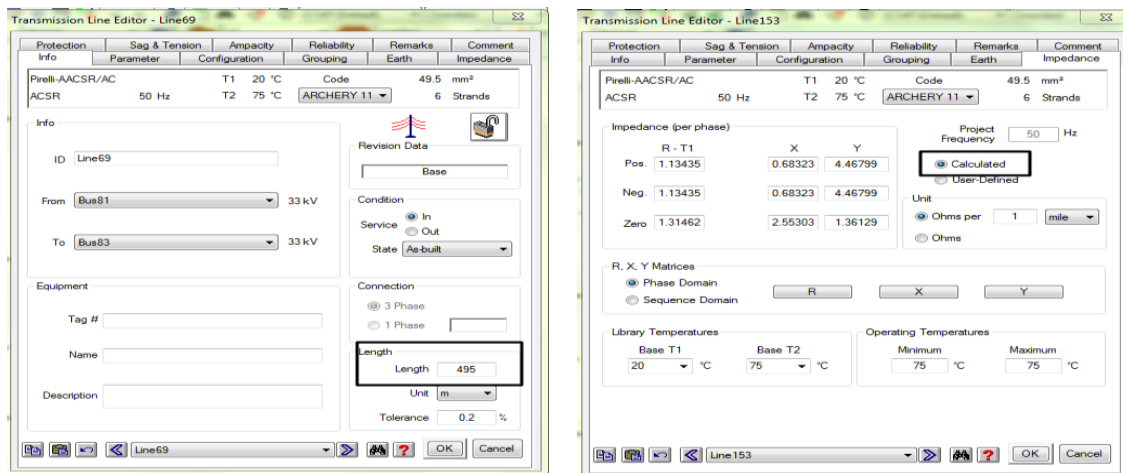 Transmission Line Editor - Line69
Protection Sag & Tension Ampacity Reliability Remarks Comment
Info Parameter Configuration Grouping Earth Impedance
Pirelli-AACSR/AC T1 20 °C Code 49.5 mm²
ACSR 50 Hz T2 75 °C ARCHERY 11 6 Strands
Info
ID Line69
From Bus81 33 kV
To Bus83 33 kV
Revision Data
Base
Condition
Service In
Out
State As-built
Equipment
Tag #
Name
Description
Connection
3 Phase
1 Phase
Length
Length 495
Unit m
Tolerance 0.2 %
Line69 OK Cancel
Transmission Line Editor - Line153
Protection Sag & Tension Ampacity Reliability Remarks Comment
Info Parameter Configuration Grouping Earth Impedance
Pirelli-AACSR/AC T1 20 °C Code 49.5 mm²
ACSR 50 Hz T2 75 °C ARCHERY 11 6 Strands
Impedance (per phase)
R - T1 X Y
Pos. 1.13435 0.68323 4.46799
Neg. 1.13435 0.68323 4.46799
Zero 1.31462 2.55303 1.36129
Project
Frequency 50 Hz
Calculated
User-Defined
Unit
Ohms per 1 mile
Ohms
R, X, Y Matrices
Phase Domain
Sequence Domain
R X Y
Library Temperatures
Base T1 Base T2
20 °C 75 °C
Operating Temperatures
Minimum Maximum
75 °C 75 °C
Line153 OK Cancel